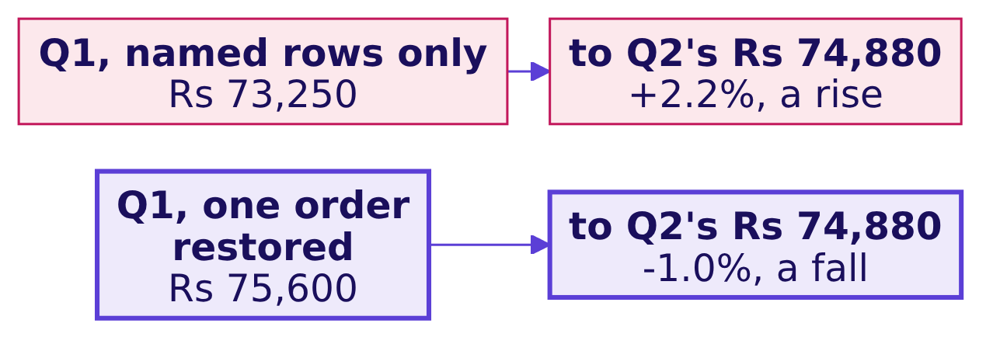 Q1, named rows only
Rs 73,250
to Q2's Rs 74,880
+2.2%, a rise
Q1, one order
restored
Rs 75,600
to Q2's Rs 74,880
-1.0%, a fall